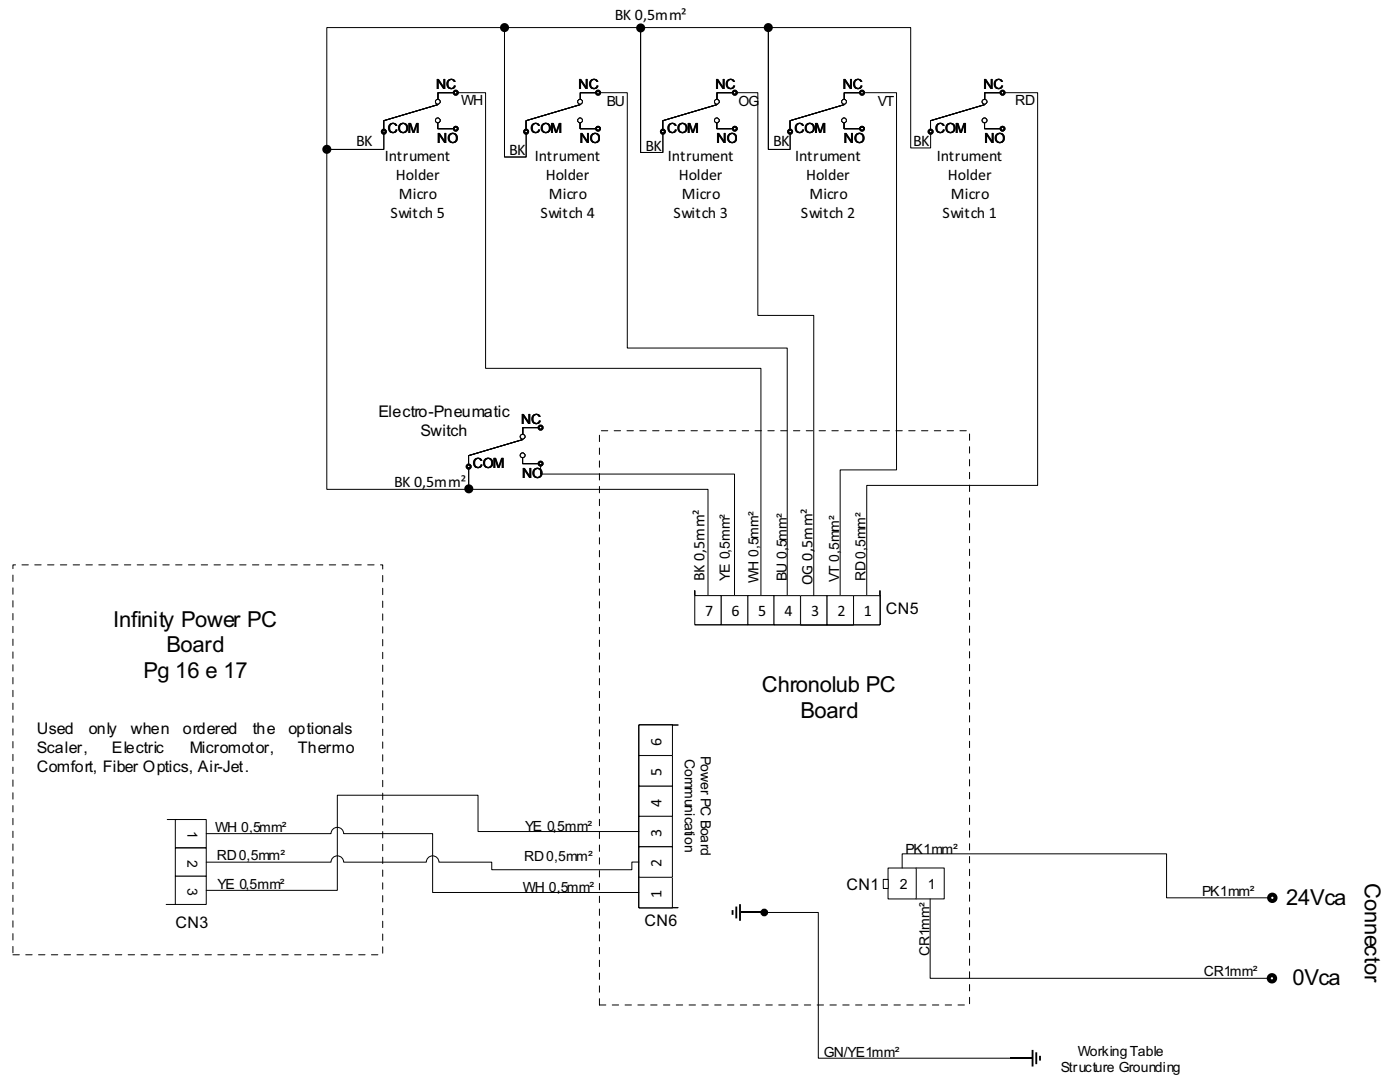 BK 0,5mm²
NC
WH
COM
NO
BK
Intrument
Holder
Micro
Switch 5
NC
BU
COM
NO
BK
Intrument
Holder
Micro
Switch 4
NC
OG
COM
NO
BK
Intrument
Holder
Micro
Switch 3
NC
VT
COM
NO
BK
Intrument
Holder
Micro
Switch 2
NC
RD
COM
NO
BK
Intrument
Holder
Micro
Switch 1
Electro-Pneumatic
Switch
NC
COM
NO
BK 0,5mm²
BK 0,5mm²
YE 0,5mm²
WH 0,5mm²
BU 0,5mm²
OG 0,5mm²
VT 0,5mm²
RD 0,5mm²
7 6 5 4 3 2 1 CN5
Infinity Power PC
Board
Pg 16 e 17
Used only when ordered the optionals
Scaler, Electric Micromotor, Thermo
Comfort, Fiber Optics, Air-Jet.
1
2
3
CN3
WH 0,5mm²
RD 0,5mm²
YE 0,5mm²
YE 0,5mm²
RD 0,5mm²
WH 0,5mm²
6
5
4
3
2
1
CN6
Power PC Board
Communication
Chronolub PC
Board
PK1mm²
CN1 2 1
CR1mm²
PK1mm²
24Vca
CR1mm²
0Vca
Connector
GN/YE1mm²
Working Table
Structure Grounding